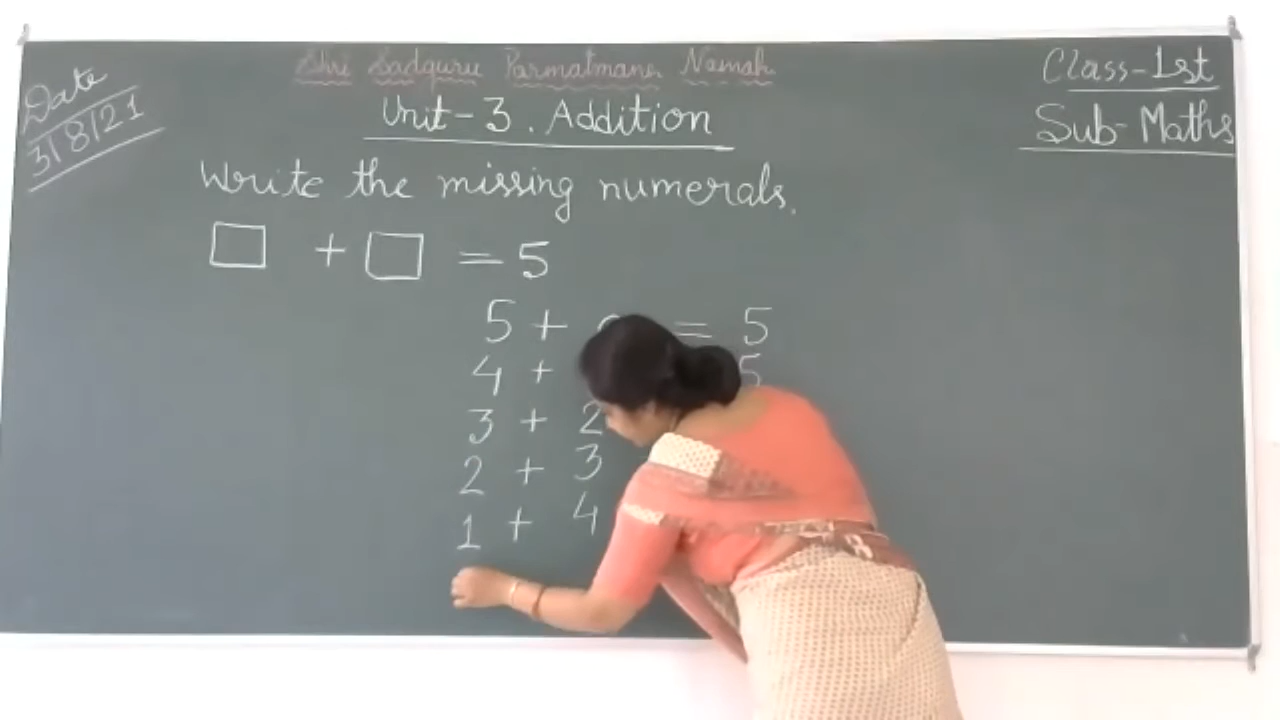 Shri Sadguru Parmatmane Namah
Date
3/8/21
Class-1st
Sub-Maths
Unit-3. Addition
Write the missing numerals.
□ + □ = 5
5 + = 5
4 + 5
3 + 2
2 + 3
1 + 4